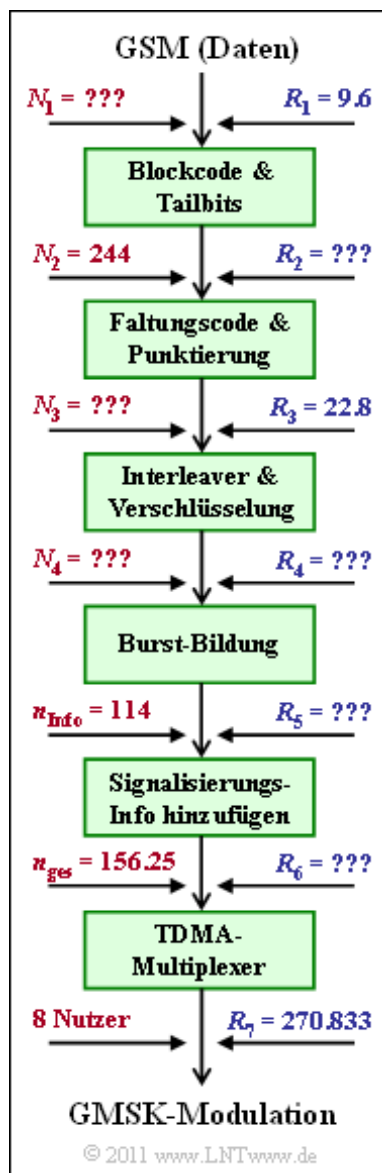 GSM (Daten)
N1 = ???
R1 = 9.6
Blockcode &
Tailbits
N2 = 244
R2 = ???
Faltungscode &
Punktierung
N3 = ???
R3 = 22.8
Interleaver &
Verschlüsselung
N4 = ???
R4 = ???
Burst-Bildung
nInfo = 114
R5 = ???
Signalisierungs-
Info hinzufügen
nges = 156.25
R6 = ???
TDMA-
Multiplexer
8 Nutzer
R7 = 270.833
GMSK-Modulation
© 2011 www.LNTwww.de